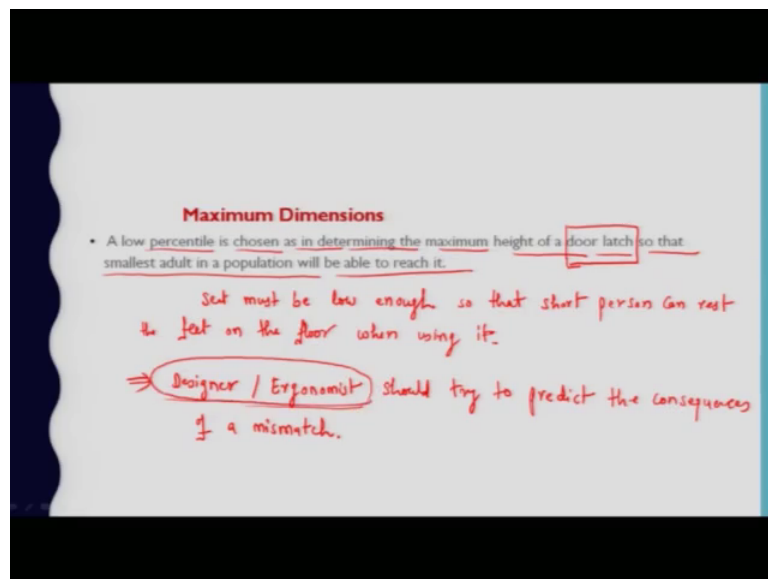 Maximum Dimensions
• A low percentile is chosen as in determining the maximum height of a door latch so that
smallest adult in a population will be able to reach it.
Seat must be low enough so that short person can rest
the feet on the floor when using it.
⇒ Designer / Ergonomist should try to predict the consequences
of a mismatch.